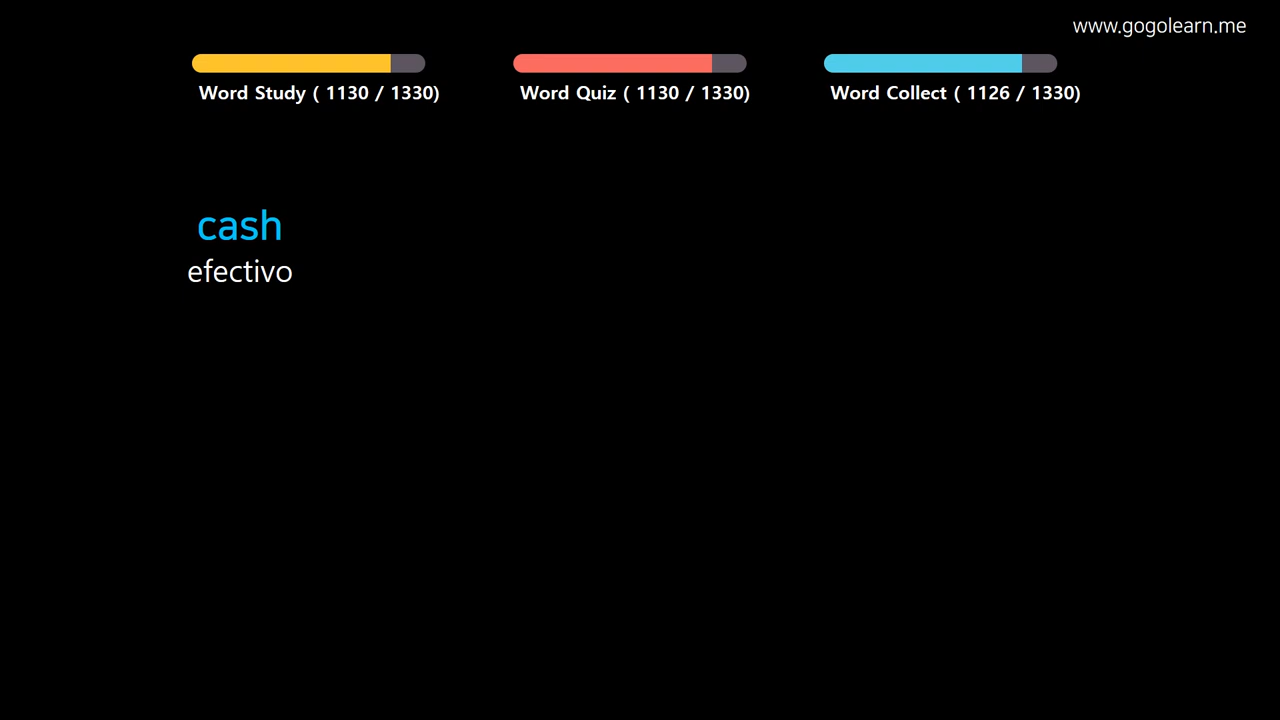 www.gogolearn.me
Word Study ( 1130 / 1330)
Word Quiz ( 1130 / 1330)
Word Collect ( 1126 / 1330)
cash
efectivo